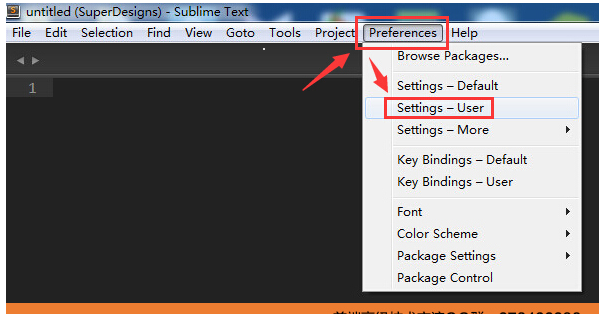 untitled (SuperDesigns) - Sublime Text
File Edit Selection Find View Goto Tools Project Preferences Help
1
Browse Packages...
Settings – Default
Settings – User
Settings – More
Key Bindings – Default
Key Bindings – User
Font
Color Scheme
Package Settings
Package Control